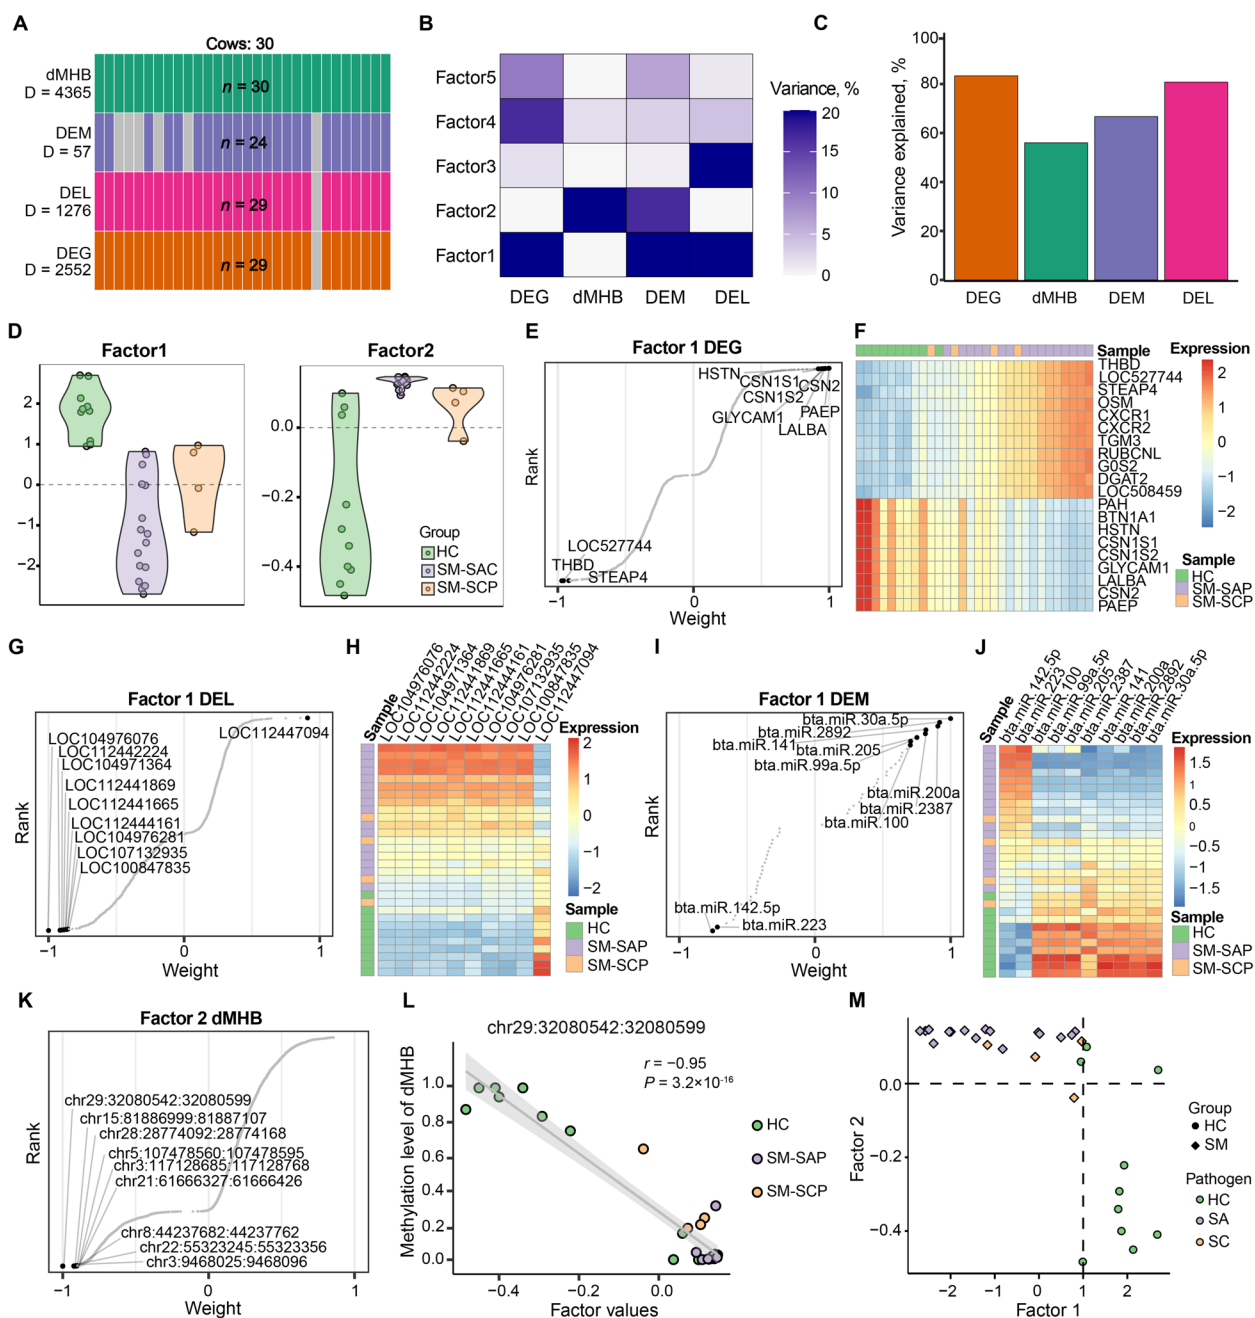 A
Cows: 30
dMHB
D = 4365
n = 30
DEM
D = 57
n = 24
DEL
D = 1276
n = 29
DEG
D = 2552
n = 29
B
Factor5
Factor4
Factor3
Factor2
Factor1
DEG dMHB DEM DEL
Variance, %
20
15
10
5
0
C
Variance explained, %
100
80
60
40
20
0
DEG dMHB DEM DEL
D
Factor1
2
1
0
−1
−2
Factor2
0.0
−0.2
−0.4
Group
HC
SM-SAC
SM-SCP
E
Factor 1 DEG
Rank
HSTN
CSN1S1
CSN2
CSN1S2
GLYCAM1
PAEP
LALBA
LOC527744
THBD
STEAP4
−1 0 1
Weight
F
Sample
THBD
LOC527744
STEAP4
OSM
CXCR1
CXCR2
TGM3
RUBCNL
G0S2
DGAT2
LOC508459
PAH
BTN1A1
HSTN
CSN1S1
CSN1S2
GLYCAM1
LALBA
CSN2
PAEP
Expression
2
1
0
−1
−2
Sample
HC
SM-SAP
SM-SCP
G
Factor 1 DEL
Rank
LOC112447094
LOC104976076
LOC112442224
LOC104971364
LOC112441869
LOC112441665
LOC112444161
LOC104976281
LOC107132935
LOC100847835
−1 0 1
Weight
H
Sample
LOC104976076
LOC112442224
LOC104971364
LOC112441869
LOC112441665
LOC112444161
LOC104976281
LOC107132935
LOC100847835
LOC112447094
Expression
2
1
0
−1
−2
Sample
HC
SM-SAP
SM-SCP
I
Factor 1 DEM
Rank
bta.miR.30a.5p
bta.miR.2892
bta.miR.141
bta.miR.205
bta.miR.99a.5p
bta.miR.200a
bta.miR.2387
bta.miR.100
bta.miR.142.5p
bta.miR.223
−1 0 1
Weight
J
Sample
bta.miR.142.5p
bta.miR.223
bta.miR.100
bta.miR.99a.5p
bta.miR.205
bta.miR.2387
bta.miR.141
bta.miR.200a
bta.miR.2892
bta.miR.30a.5p
Expression
1.5
1
0.5
0
−0.5
−1
−1.5
Sample
HC
SM-SAP
SM-SCP
K
Factor 2 dMHB
Rank
chr29:32080542:32080599
chr15:81886999:81887107
chr28:28774092:28774168
chr5:107478560:107478595
chr3:117128685:117128768
chr21:61666327:61666426
chr8:44237682:44237762
chr22:55323245:55323356
chr3:9468025:9468096
−1 0 1
Weight
L
chr29:32080542:32080599
r = −0.95
P = 3.2×10⁻¹⁶
Methylation level of dMHB
1.0
0.8
0.6
0.4
0.2
0.0
−0.4 −0.2 0.0
Factor values
HC
SM-SAP
SM-SCP
M
Factor 2
0.0
−0.2
−0.4
−2 −1 0 1 2
Factor 1
Group
HC
SM
Pathogen
HC
SA
SC